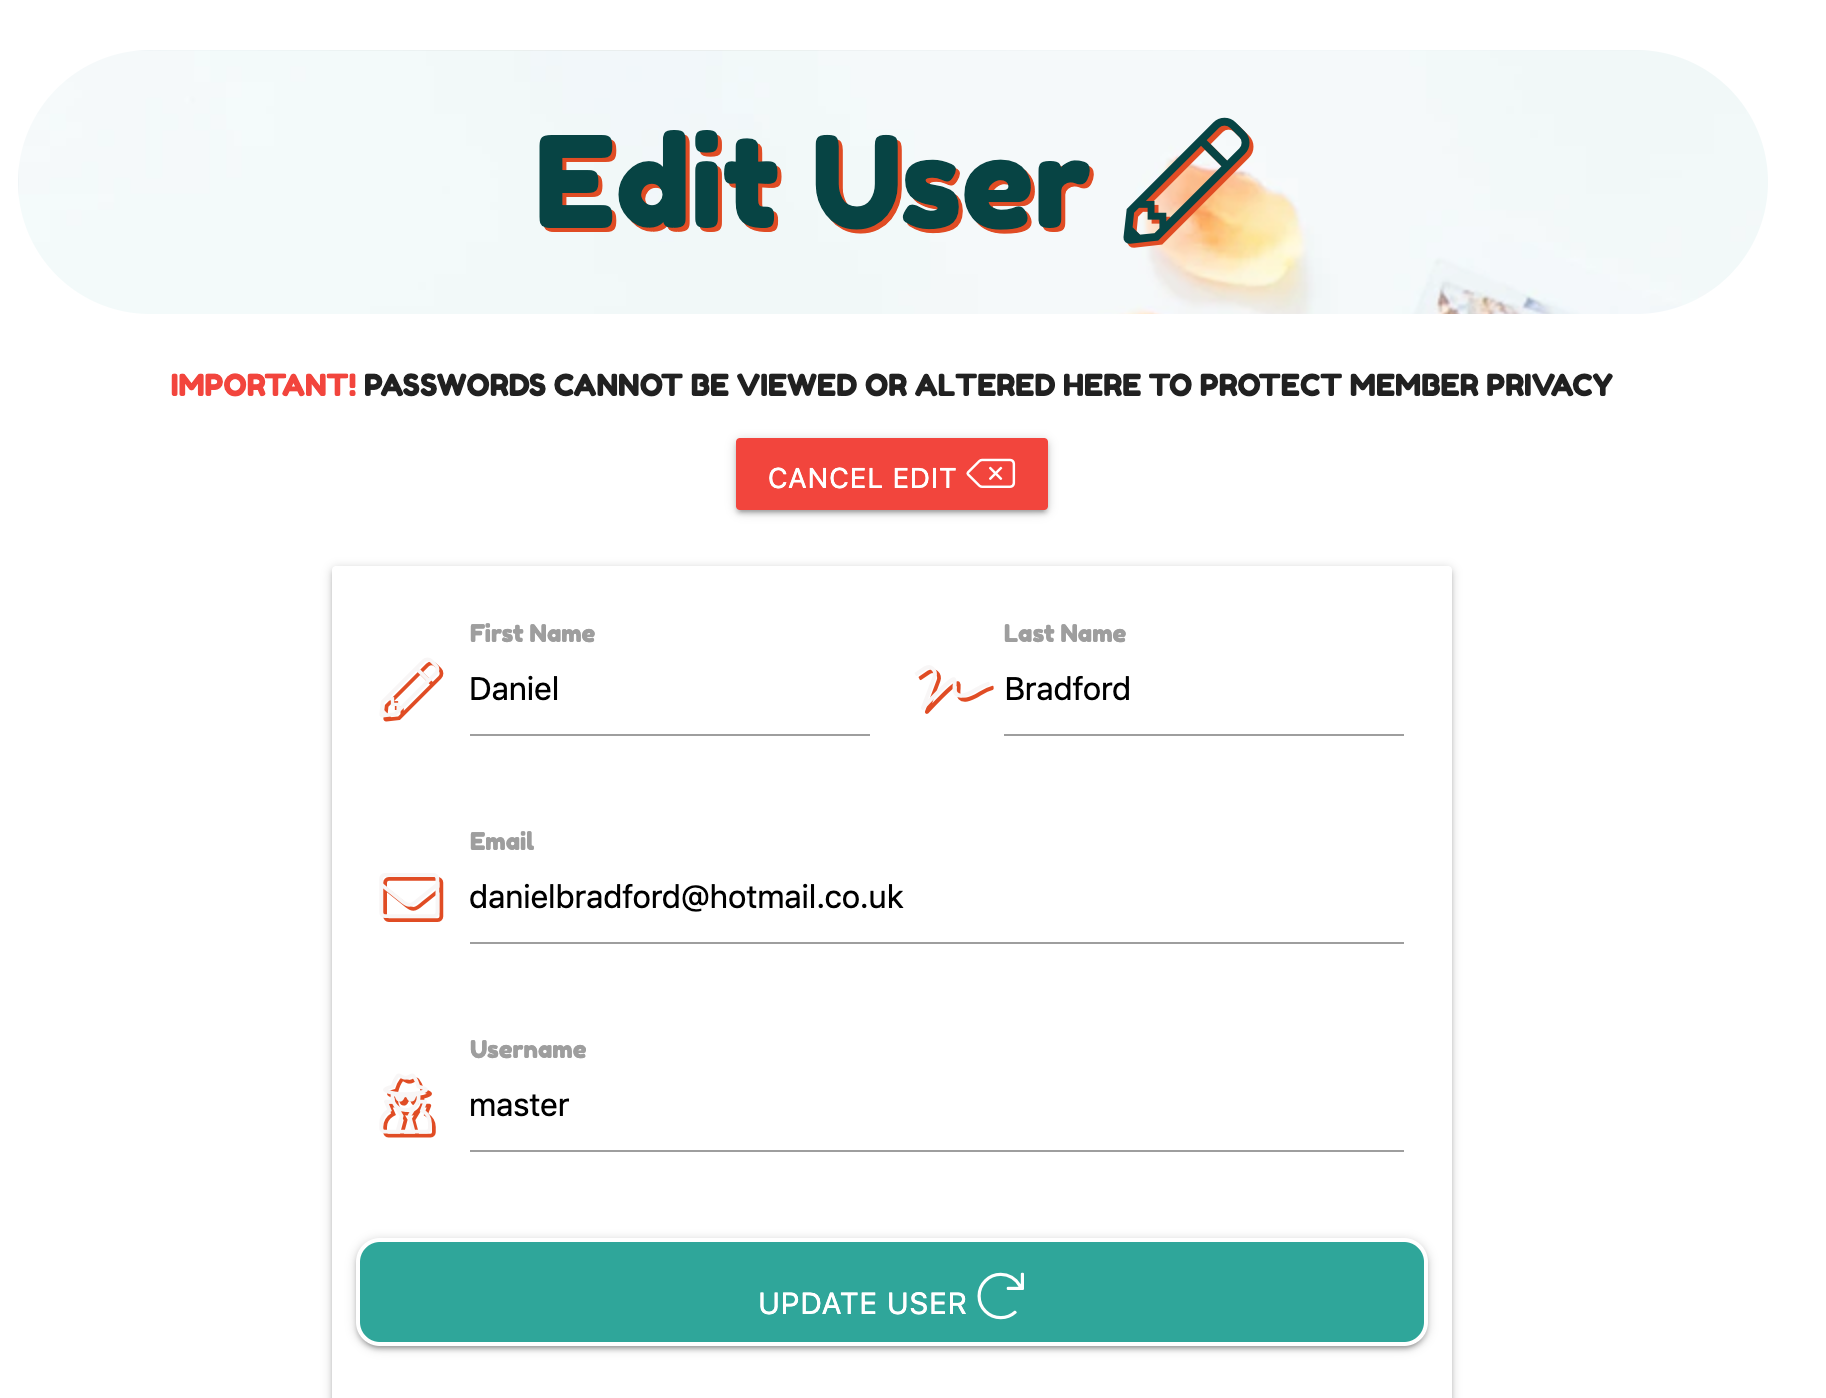 Edit User
IMPORTANT! PASSWORDS CANNOT BE VIEWED OR ALTERED HERE TO PROTECT MEMBER PRIVACY
CANCEL EDIT
First Name
Last Name
Daniel
Bradford
Email
danielbradford@hotmail.co.uk
Username
master
UPDATE USER